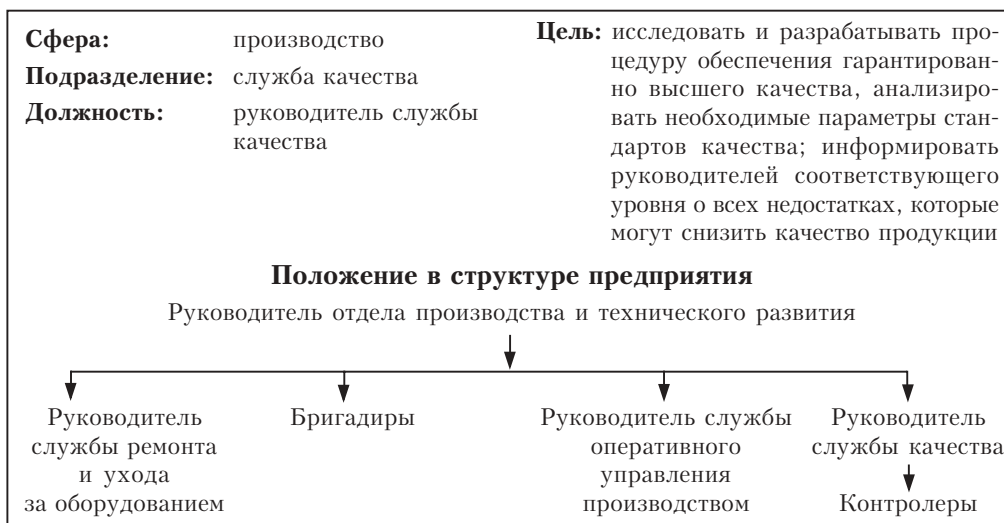 Сфера: производство
Подразделение: служба качества
Должность: руководитель службы
качества
Цель: исследовать и разрабатывать про-
цедуру обеспечения гарантирован-
но высшего качества, анализиро-
вать необходимые параметры стан-
дартов качества; информировать
руководителей соответствующего
уровня о всех недостатках, которые
могут снизить качество продукции
Положение в структуре предприятия
Руководитель отдела производства и технического развития
Руководитель
службы ремонта
и ухода
за оборудованием
Бригадиры
Руководитель службы
оперативного
управления
производством
Руководитель
службы качества
Контролеры